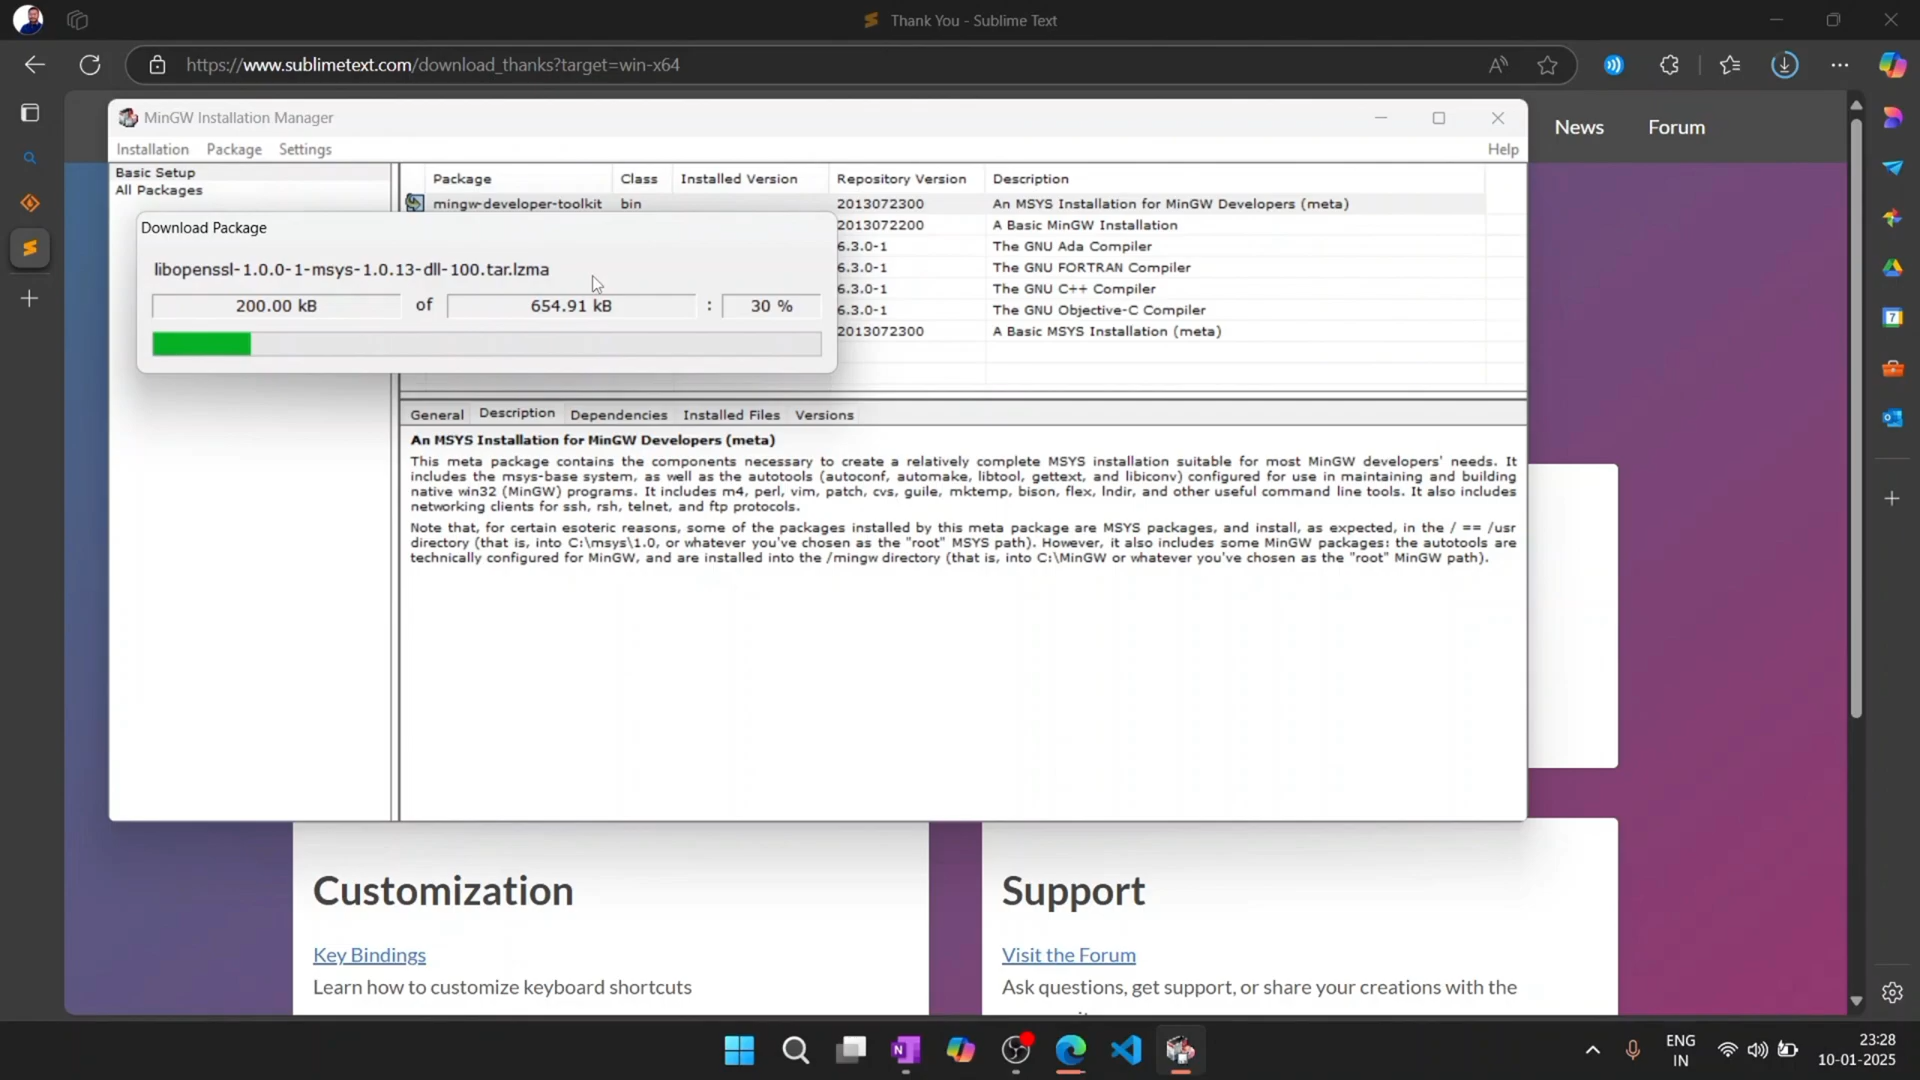 Thank You - Sublime Text
https://www.sublimetext.com/download_thanks?target=win-x64
News Forum
MinGW Installation Manager
Installation Package Settings Help
Basic Setup
All Packages
Package Class Installed Version Repository Version Description
mingw-developer-toolkit bin 2013072300 An MSYS Installation for MinGW Developers (meta)
2013072200 A Basic MinGW Installation
6.3.0-1 The GNU Ada Compiler
6.3.0-1 The GNU FORTRAN Compiler
6.3.0-1 The GNU C++ Compiler
6.3.0-1 The GNU Objective-C Compiler
2013072300 A Basic MSYS Installation (meta)
Download Package
libopenssl-1.0.0-1-msys-1.0.13-dll-100.tar.lzma
200.00 kB of 654.91 kB : 30 %
General Description Dependencies Installed Files Versions
An MSYS Installation for MinGW Developers (meta)
This meta package contains the components necessary to create a relatively complete MSYS installation suitable for most MinGW developers' needs. It
includes the msys-base system, as well as the autotools (autoconf, automake, libtool, gettext, and libiconv) configured for use in maintaining and building
native win32 (MinGW) programs. It includes m4, perl, vim, patch, cvs, guile, mktemp, bison, flex, lndir, and other useful command line tools. It also includes
networking clients for ssh, rsh, telnet, and ftp protocols.
Note that, for certain esoteric reasons, some of the packages installed by this meta package are MSYS packages, and install, as expected, in the / == /usr
directory (that is, into C:\msys\1.0, or whatever you've chosen as the "root" MSYS path). However, it also includes some MinGW packages: the autotools are
technically configured for MinGW, and are installed into the /mingw directory (that is, into C:\MinGW or whatever you've chosen as the "root" MinGW path).
Customization
Key Bindings
Learn how to customize keyboard shortcuts
Support
Visit the Forum
Ask questions, get support, or share your creations with the
ENG
IN
23:28
10-01-2025